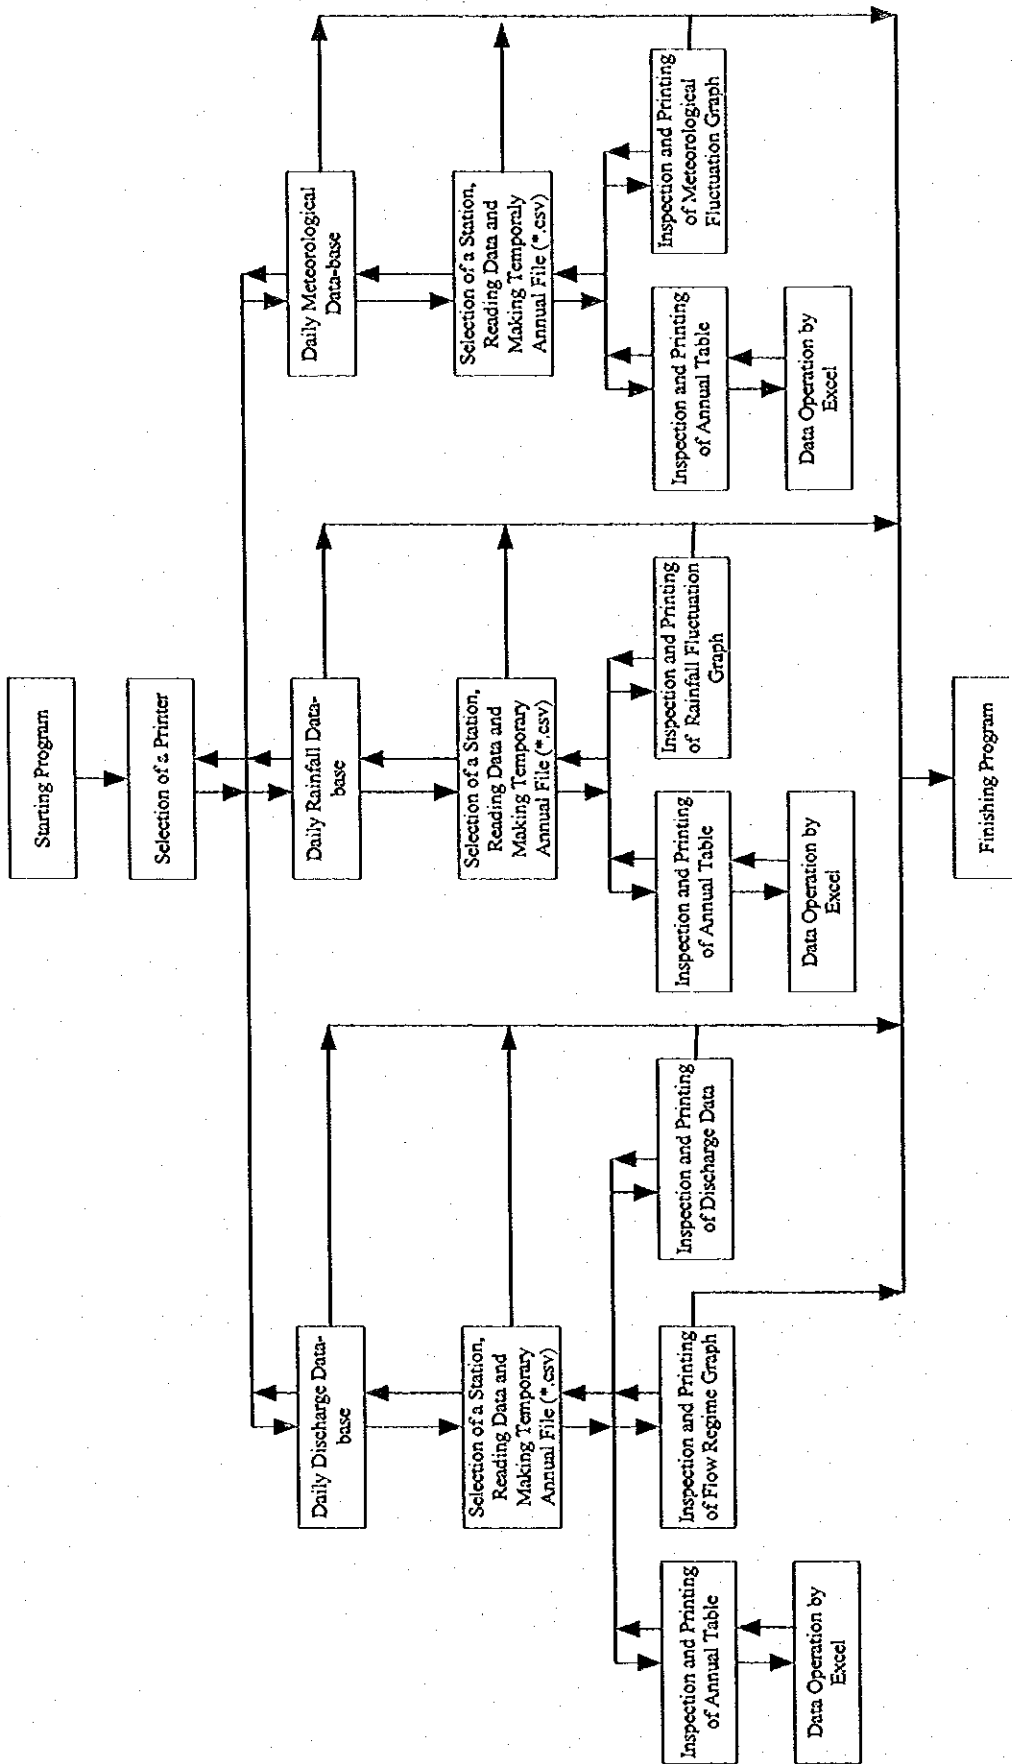 Starting Program
Selection of a Printer
Daily Discharge Data-
base
Daily Rainfall Data-
base
Daily Meteorological
Data-base
Selection of a Station,
Reading Data and
Making Temporary
Annual File (*.csv)
Selection of a Station,
Reading Data and
Making Temporary
Annual File (*.csv)
Selection of a Station,
Reading Data and
Making Temporaly
Annual File (*.csv)
Inspection and Printing
of Annual Table
Inspection and Printing
of Flow Regime Graph
Inspection and Printing
of Discharge Data
Inspection and Printing
of Annual Table
Inspection and Printing
of Rainfall Fluctuation
Graph
Inspection and Printing
of Annual Table
Inspection and Printing
of Meteorological
Fluctuation Graph
Data Operation by
Excel
Data Operation by
Excel
Data Operation by
Excel
Finishing Program